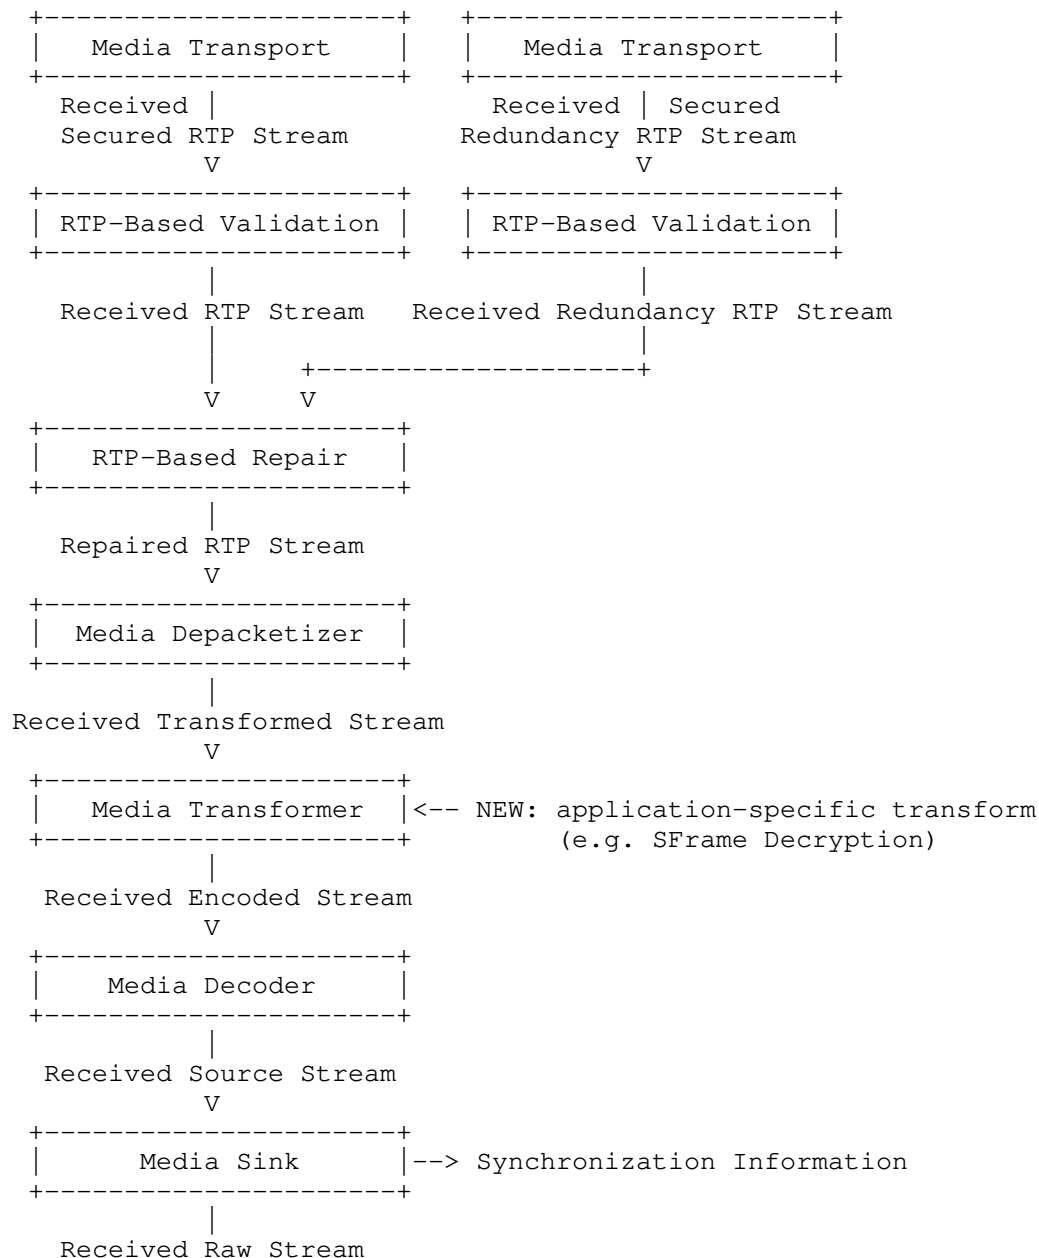 +----------------------+   +----------------------+
|   Media Transport    |   |   Media Transport    |
+----------------------+   +----------------------+
  Received |                 Received | Secured
  Secured RTP Stream       Redundancy RTP Stream
           V                          V
+----------------------+   +----------------------+
| RTP-Based Validation |   | RTP-Based Validation |
+----------------------+   +----------------------+
           |                          |
  Received RTP Stream   Received Redundancy RTP Stream
           |                          |
           |     +--------------------+
           V     V
+----------------------+
|   RTP-Based Repair   |
+----------------------+
           |
  Repaired RTP Stream
           V
+----------------------+
|  Media Depacketizer  |
+----------------------+
           |
Received Transformed Stream
           V
+----------------------+
|   Media Transformer  |<-- NEW: application-specific transform
+----------------------+         (e.g. SFrame Decryption)
           |
 Received Encoded Stream
           V
+----------------------+
|    Media Decoder     |
+----------------------+
           |
 Received Source Stream
           V
+----------------------+
|      Media Sink      |--> Synchronization Information
+----------------------+
           |
  Received Raw Stream